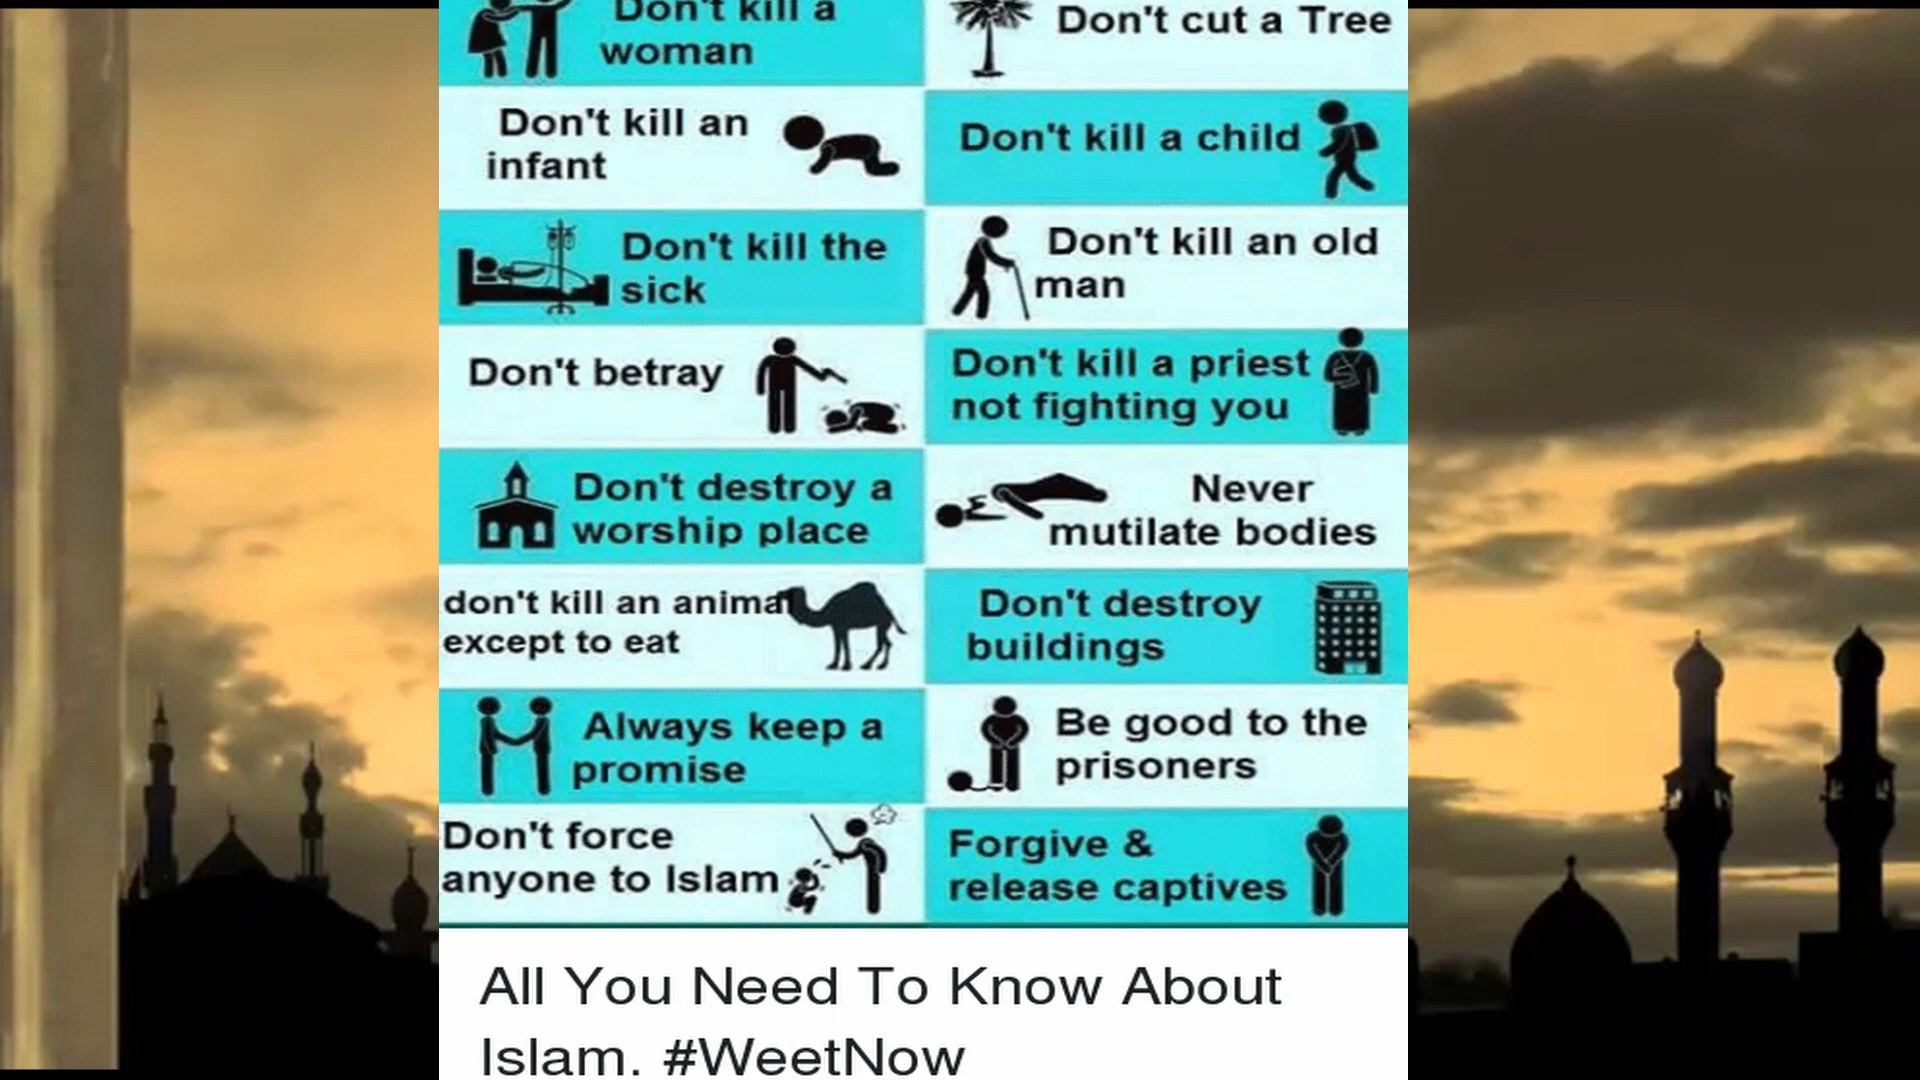 Don't kill a
woman
Don't cut a Tree
Don't kill an
infant
Don't kill a child
Don't kill the
sick
Don't kill an old
man
Don't betray
Don't kill a priest
not fighting you
Don't destroy a
worship place
Never
mutilate bodies
don't kill an animal
except to eat
Don't destroy
buildings
Always keep a
promise
Be good to the
prisoners
Don't force
anyone to Islam
Forgive &
release captives
All You Need To Know About
Islam. #WeetNow